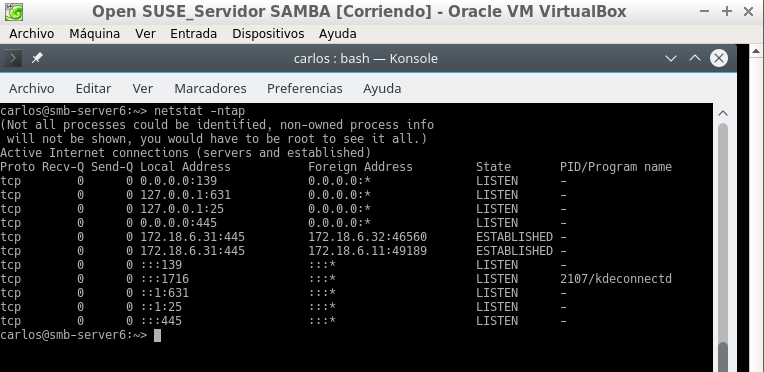 Open SUSE_Servidor SAMBA [Corriendo] - Oracle VM VirtualBox
Archivo Máquina Ver Entrada Dispositivos Ayuda
carlos : bash — Konsole
Archivo Editar Ver Marcadores Preferencias Ayuda
carlos@smb-server6:~> netstat -ntap
(Not all processes could be identified, non-owned process info
will not be shown, you would have to be root to see it all.)
Active Internet connections (servers and established)
Proto Recv-Q Send-Q Local Address Foreign Address State PID/Program name
tcp 0 0 0.0.0.0:139 0.0.0.0:* LISTEN -
tcp 0 0 127.0.0.1:631 0.0.0.0:* LISTEN -
tcp 0 0 127.0.0.1:25 0.0.0.0:* LISTEN -
tcp 0 0 0.0.0.0:445 0.0.0.0:* LISTEN -
tcp 0 0 172.18.6.31:445 172.18.6.32:46560 ESTABLISHED -
tcp 0 0 172.18.6.31:445 172.18.6.11:49189 ESTABLISHED -
tcp 0 0 :::139 :::* LISTEN -
tcp 0 0 :::1716 :::* LISTEN 2107/kdeconnectd
tcp 0 0 ::1:631 :::* LISTEN -
tcp 0 0 ::1:25 :::* LISTEN -
tcp 0 0 :::445 :::* LISTEN -
carlos@smb-server6:~>